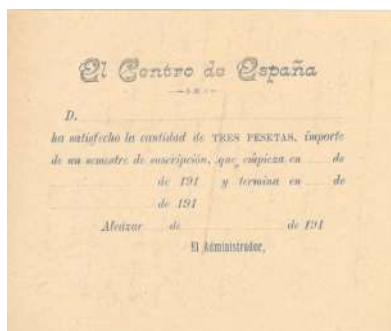 El Centro de España
D.
ha satisfecho la cantidad de TRES PESETAS, importe
de un semestre de suscripción, que empieza en de
de 191 y termina en de
de 191
Alcázar de de 191
El Administrador,